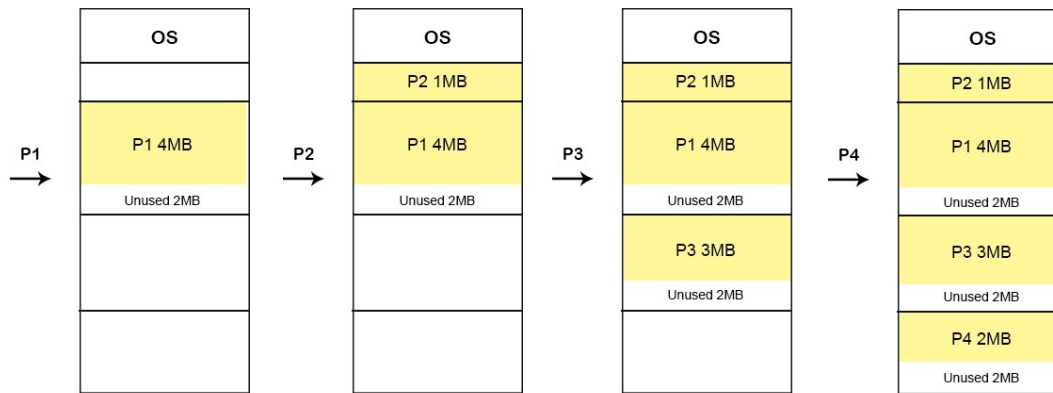 P1
OS
P1 4MB
Unused 2MB
P2
OS
P2 1MB
P1 4MB
Unused 2MB
P3
OS
P2 1MB
P1 4MB
Unused 2MB
P3 3MB
Unused 2MB
P4
OS
P2 1MB
P1 4MB
Unused 2MB
P3 3MB
Unused 2MB
P4 2MB
Unused 2MB